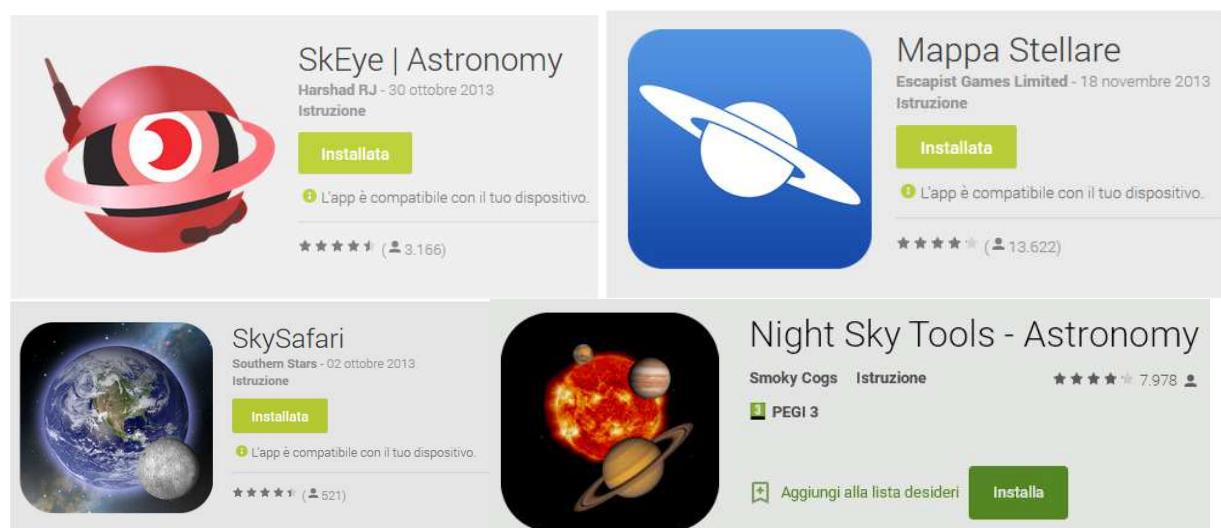 SkEye | Astronomy
Harshad RJ - 30 ottobre 2013
Istruzione
Installata
L'app è compatibile con il tuo dispositivo.
(3.166)
Mappa Stellare
Escapist Games Limited - 18 novembre 2013
Istruzione
Installata
L'app è compatibile con il tuo dispositivo.
(13.622)
SkySafari
Southern Stars - 02 ottobre 2013
Istruzione
Installata
L'app è compatibile con il tuo dispositivo.
(521)
Night Sky Tools - Astronomy
Smoky Cogs Istruzione 7.978
3 PEGI 3
Aggiungi alla lista desideri Installa